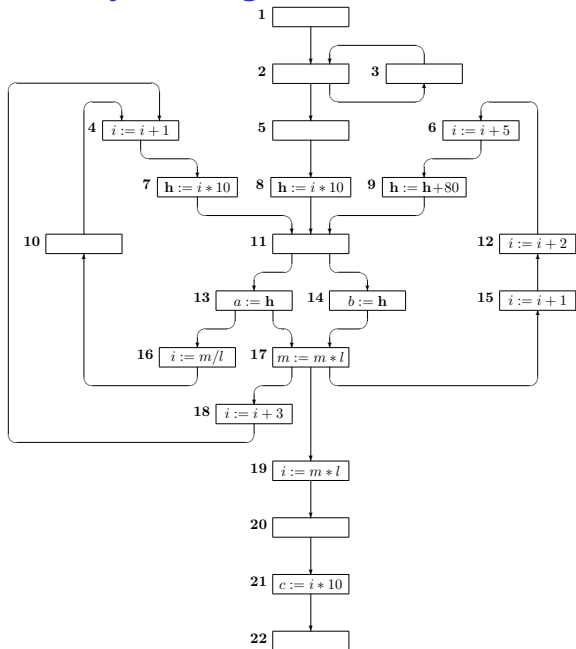 1
2
3
4 i := i + 1
5
6 i := i + 5
7 h := i * 10
8 h := i * 10
9 h := h+80
10
11
12 i := i + 2
13 a := h
14 b := h
15 i := i + 1
16 i := m/l
17 m := m * l
18 i := i + 3
19 i := m * l
20
21 c := i * 10
22